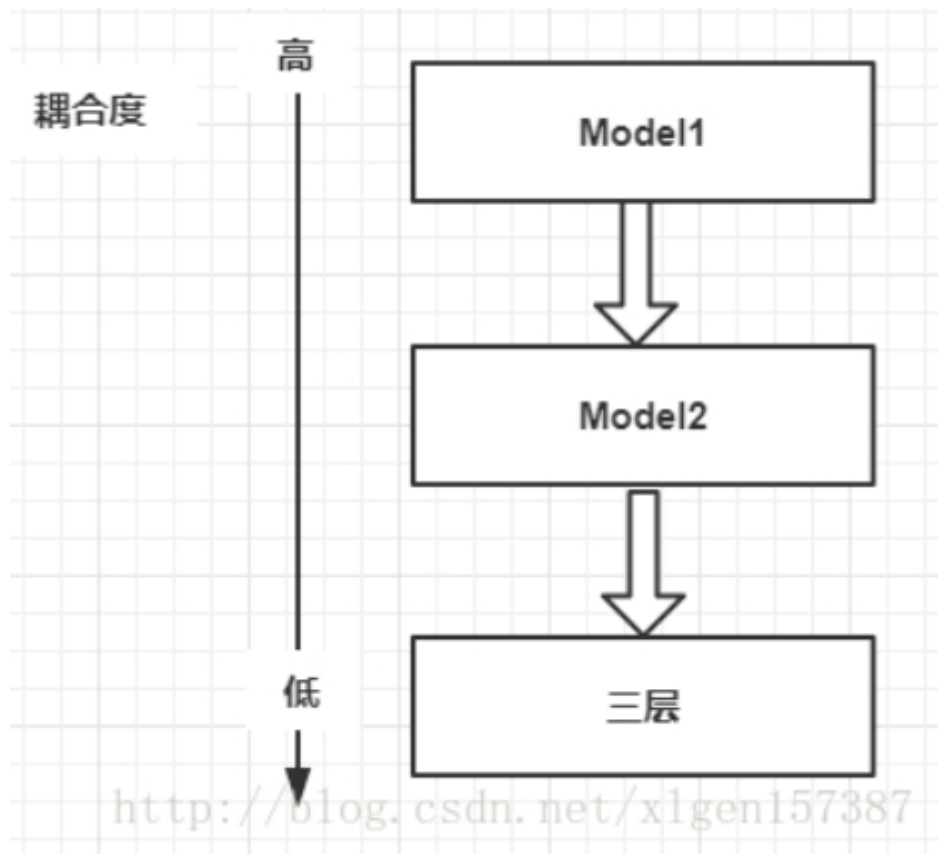 高
耦合度
Model1
Model2
低
三层
http://blog.csdn.net/xlgen157387